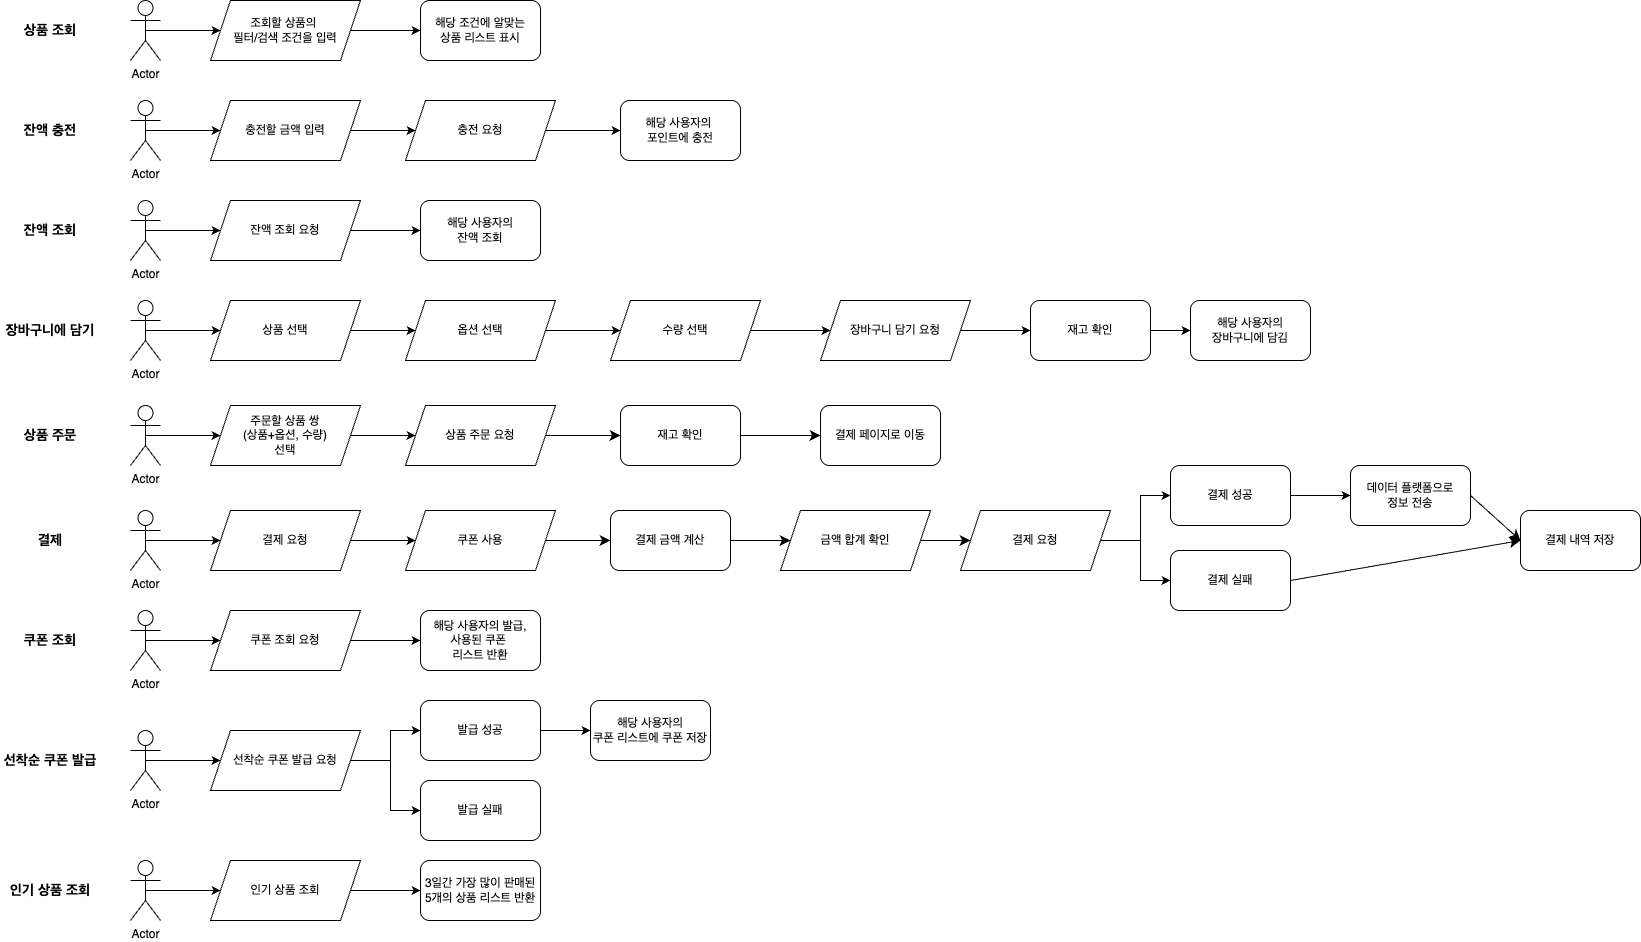 상품 조회
Actor
조회할 상품의
필터/검색 조건을 입력
해당 조건에 알맞는
상품 리스트 표시
잔액 충전
Actor
충전할 금액 입력
충전 요청
해당 사용자의
포인트에 충전
잔액 조회
Actor
잔액 조회 요청
해당 사용자의
잔액 조회
장바구니에 담기
Actor
상품 선택
옵션 선택
수량 선택
장바구니 담기 요청
재고 확인
해당 사용자의
장바구니에 담김
상품 주문
Actor
주문할 상품 쌍
(상품+옵션, 수량)
선택
상품 주문 요청
재고 확인
결제 페이지로 이동
결제
Actor
결제 요청
쿠폰 사용
결제 금액 계산
금액 합계 확인
결제 요청
결제 성공
데이터 플랫폼으로
정보 전송
결제 실패
결제 내역 저장
쿠폰 조회
Actor
쿠폰 조회 요청
해당 사용자의 발급,
사용된 쿠폰
리스트 반환
선착순 쿠폰 발급
Actor
선착순 쿠폰 발급 요청
발급 성공
해당 사용자의
쿠폰 리스트에 쿠폰 저장
발급 실패
인기 상품 조회
Actor
인기 상품 조회
3일간 가장 많이 판매된
5개의 상품 리스트 반환